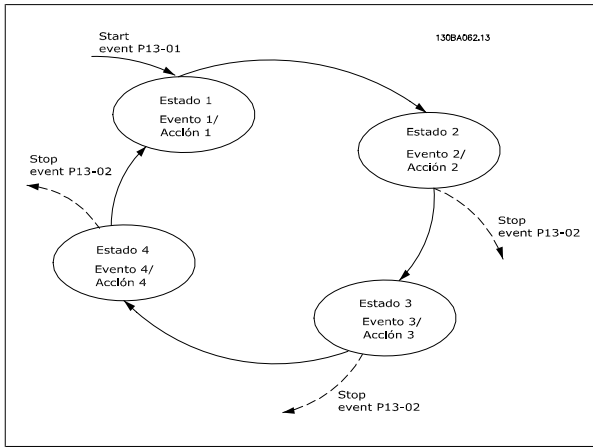 Start
event P13-01
130BA062.13
Estado 1
Evento 1/
Acción 1
Estado 2
Evento 2/
Acción 2
Stop
event P13-02
Stop
event P13-02
Estado 4
Evento 4/
Acción 4
Estado 3
Evento 3/
Acción 3
Stop
event P13-02